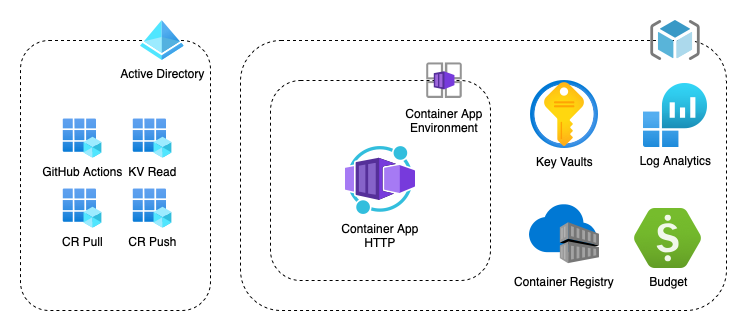 Active Directory
GitHub Actions
KV Read
CR Pull
CR Push
Container App
Environment
Container App
HTTP
Key Vaults
Log Analytics
Container Registry
Budget